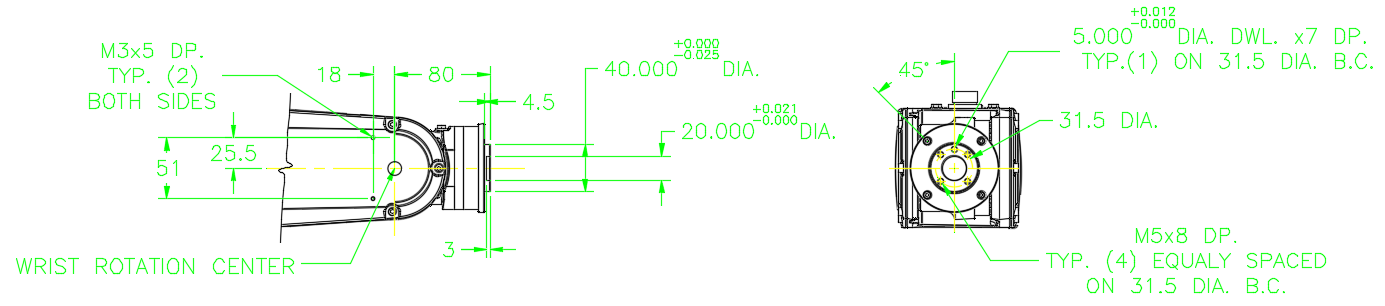 M3x5 DP.
TYP. (2)
BOTH SIDES
18
80
+0.000
-0.025
40.000 DIA.
4.5
+0.021
-0.000
20.000 DIA.
25.5
51
3
WRIST ROTATION CENTER
+0.012
-0.000
5.000 DIA. DWL. x7 DP.
TYP.(1) ON 31.5 DIA. B.C.
45°
31.5 DIA.
M5x8 DP.
TYP. (4) EQUALY SPACED
ON 31.5 DIA. B.C.